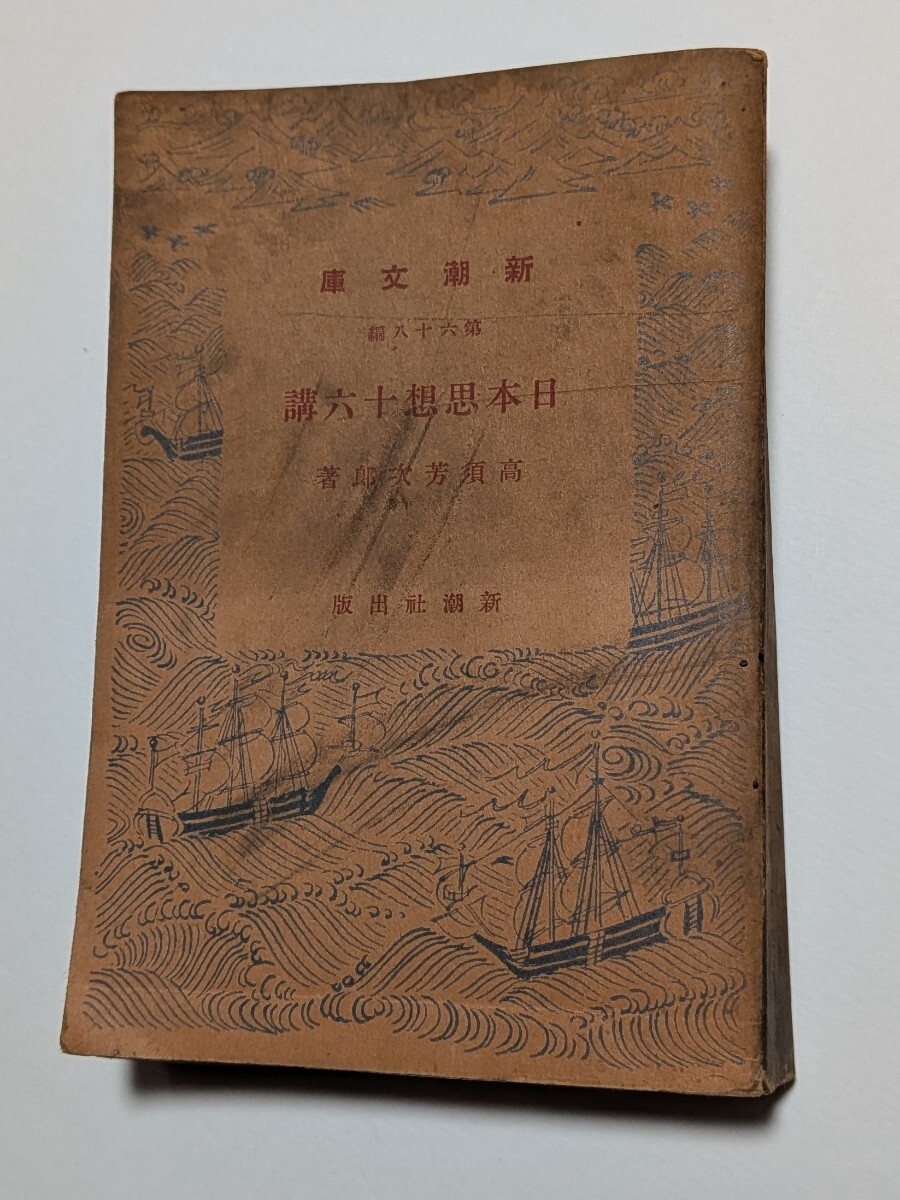 新潮文庫
第六十八編
日本思想十六講
高須芳次郎著
新潮社出版